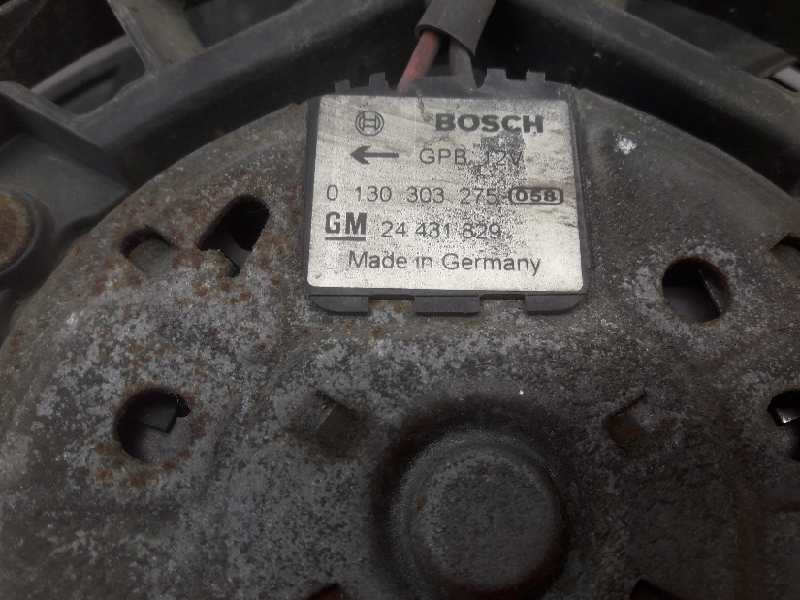 BOSCH
GPB 12V
0 130 303 275 058
GM 24 431 829
Made in Germany